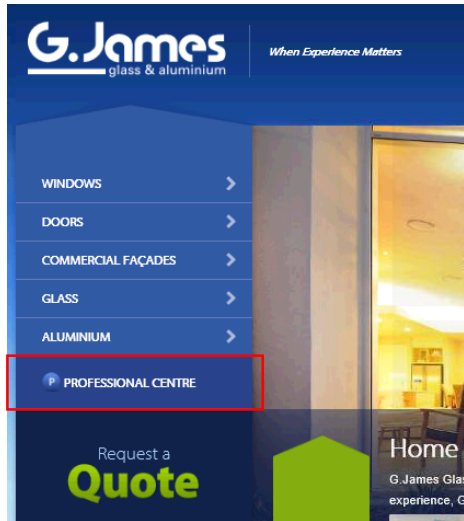 G.James
glass & aluminium
When Experience Matters
WINDOWS
DOORS
COMMERCIAL FAÇADES
GLASS
ALUMINIUM
P PROFESSIONAL CENTRE
Request a
Quote
Home
G.James Glas
experience, G